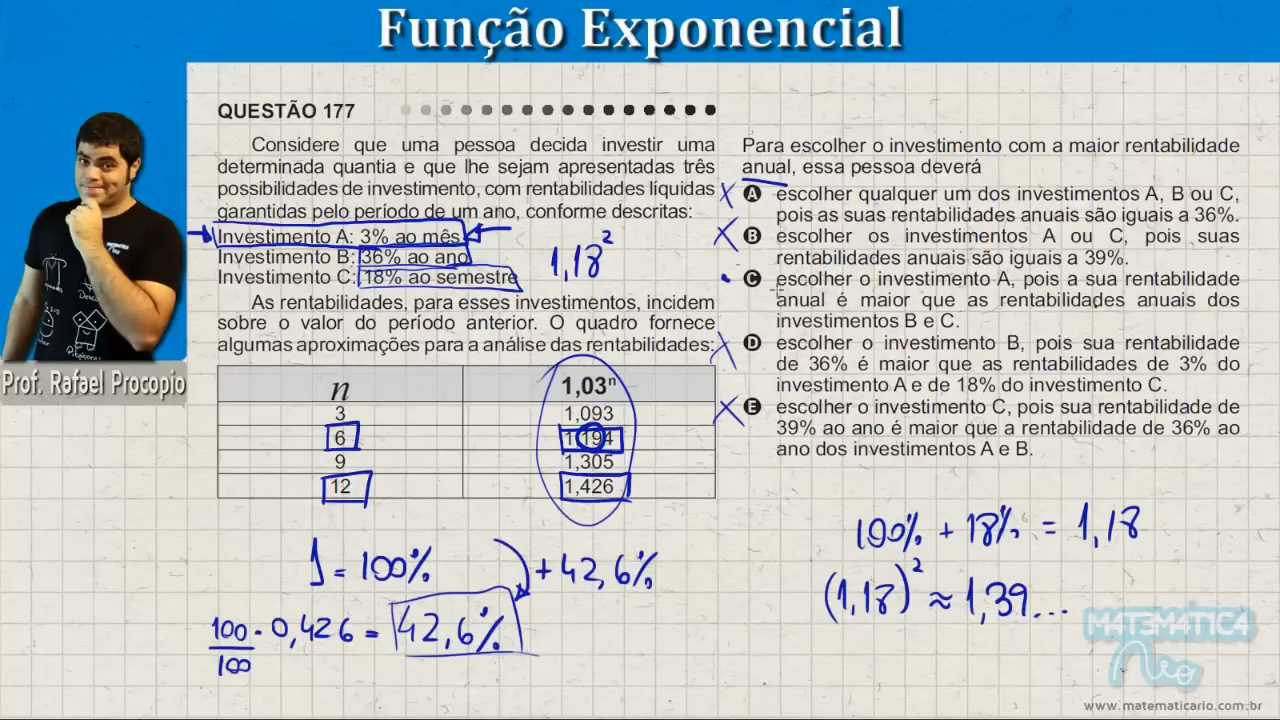 Função Exponencial
QUESTÃO 177
Considere que uma pessoa decida investir uma
determinada quantia e que lhe sejam apresentadas três
possibilidades de investimento, com rentabilidades líquidas
garantidas pelo período de um ano, conforme descritas:
Investimento A: 3% ao mês
Investimento B: 36% ao ano
Investimento C: 18% ao semestre
1,18²
As rentabilidades, para esses investimentos, incidem
sobre o valor do período anterior. O quadro fornece
algumas aproximações para a análise das rentabilidades:
n 1,03ⁿ
3 1,093
6 1,194
9 1,305
12 1,426
1 = 100% +42,6%
100/100 · 0,426 = 42,6%
Para escolher o investimento com a maior rentabilidade
anual, essa pessoa deverá
X A escolher qualquer um dos investimentos A, B ou C,
pois as suas rentabilidades anuais são iguais a 36%.
X B escolher os investimentos A ou C, pois suas
rentabilidades anuais são iguais a 39%.
C escolher o investimento A, pois a sua rentabilidade
anual é maior que as rentabilidades anuais dos
investimentos B e C.
X D escolher o investimento B, pois sua rentabilidade
de 36% é maior que as rentabilidades de 3% do
investimento A e de 18% do investimento C.
X E escolher o investimento C, pois sua rentabilidade de
39% ao ano é maior que a rentabilidade de 36% ao
ano dos investimentos A e B.
100% + 18% = 1,18
(1,18)² ≈ 1,39...
Prof. Rafael Procopio
MATEMÁTICA
Rio
www.matematicario.com.br